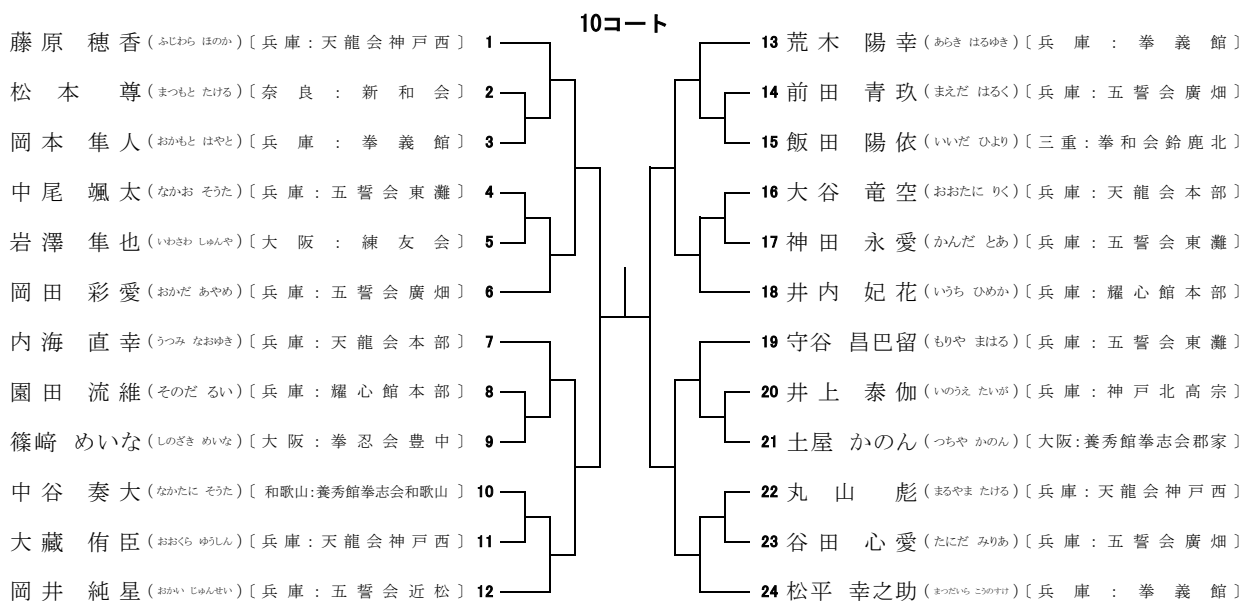 10コート
藤原 穂香 (ふじわら ほのか) 〔兵庫:天龍会神戸西〕 1
松本 尊 (まつもと たける) 〔奈良:新和会〕 2
岡本 隼人 (おかもと はやと) 〔兵庫:拳義館〕 3
中尾 颯太 (なかお そうた) 〔兵庫:五誓会東灘〕 4
岩澤 隼也 (いわさわ しゅんや) 〔大阪:練友会〕 5
岡田 彩愛 (おかだ あやめ) 〔兵庫:五誓会廣畑〕 6
内海 直幸 (うつみ なおゆき) 〔兵庫:天龍会本部〕 7
園田 流維 (そのだ るい) 〔兵庫:耀心館本部〕 8
篠﨑 めいな (しのざき めいな) 〔大阪:拳忍会豊中〕 9
中谷 奏大 (なかたに そうた) 〔和歌山:養秀館拳志会和歌山〕 10
大藏 侑臣 (おおくら ゆうしん) 〔兵庫:天龍会神戸西〕 11
岡井 純星 (おかい じゅんせい) 〔兵庫:五誓会近松〕 12
13 荒木 陽幸 (あらき はるゆき) 〔兵庫:拳義館〕
14 前田 青玖 (まえだ はるく) 〔兵庫:五誓会廣畑〕
15 飯田 陽依 (いいだ ひより) 〔三重:拳和会鈴鹿北〕
16 大谷 竜空 (おおたに りく) 〔兵庫:天龍会本部〕
17 神田 永愛 (かんだ とあ) 〔兵庫:五誓会東灘〕
18 井内 妃花 (いうち ひめか) 〔兵庫:耀心館本部〕
19 守谷 昌巴留 (もりや まはる) 〔兵庫:五誓会東灘〕
20 井上 泰伽 (いのうえ たいが) 〔兵庫:神戸北高宗〕
21 土屋 かのん (つちや かのん) 〔大阪:養秀館拳志会郡家〕
22 丸山 彪 (まるやま たける) 〔兵庫:天龍会神戸西〕
23 谷田 心愛 (たにだ みりあ) 〔兵庫:五誓会廣畑〕
24 松平 幸之助 (まつだいら こうのすけ) 〔兵庫:拳義館〕